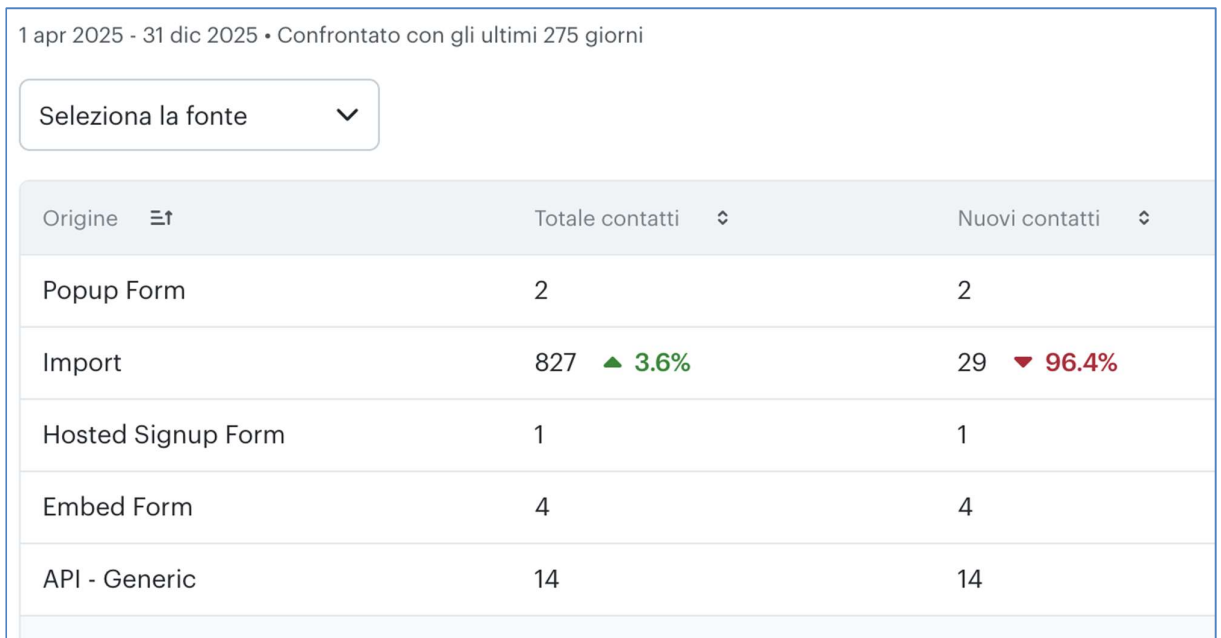 1 apr 2025 - 31 dic 2025 • Confrontato con gli ultimi 275 giorni
Seleziona la fonte
Origine Totale contatti Nuovi contatti
Popup Form 2 2
Import 827 ▲ 3.6% 29 ▼ 96.4%
Hosted Signup Form 1 1
Embed Form 4 4
API - Generic 14 14